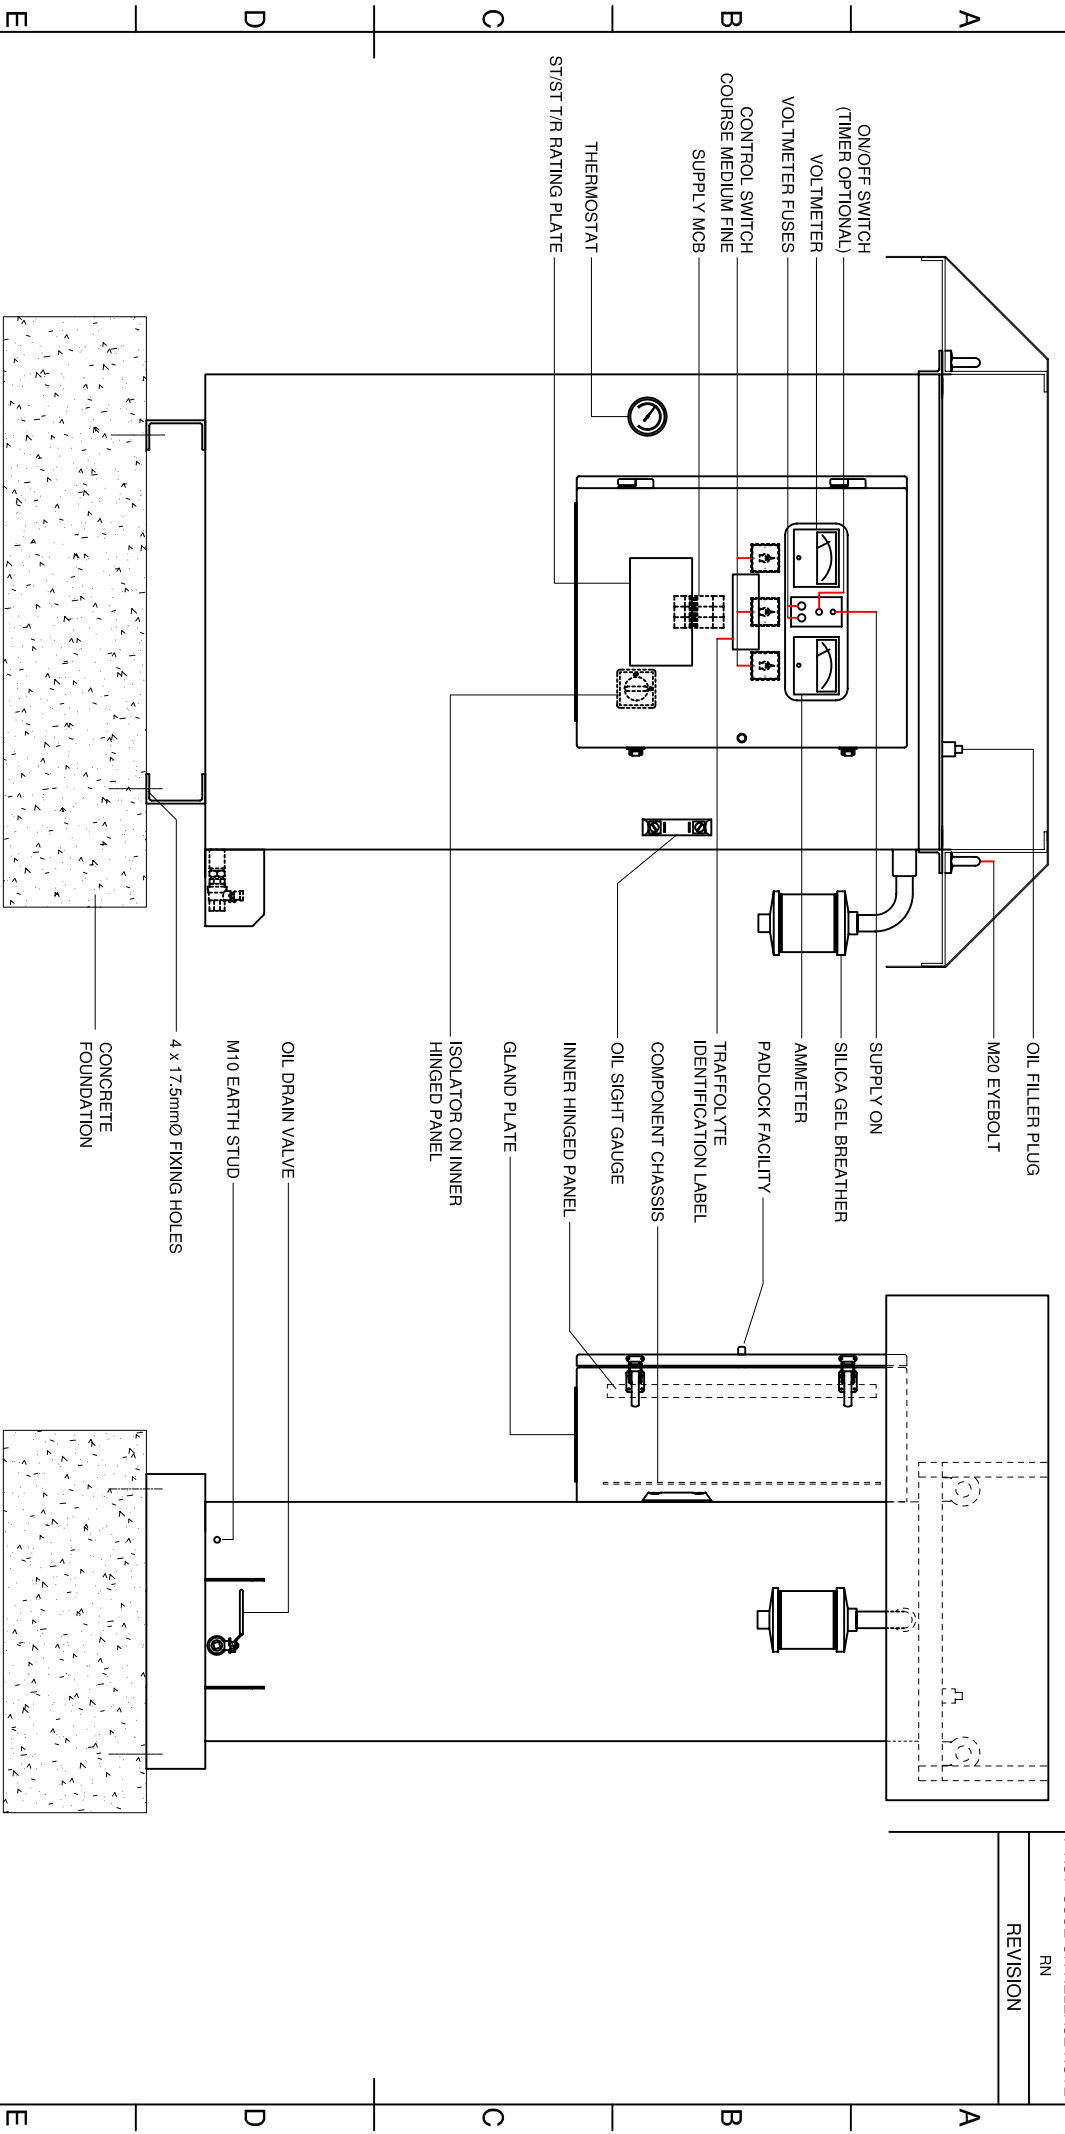 A
B
C
D
E
ON/OFF SWITCH
(TIMER OPTIONAL)
VOLTMETER
VOLTMETER FUSES
CONTROL SWITCH
COURSE MEDIUM FINE
SUPPLY MCB
THERMOSTAT
ST/ST T/R RATING PLATE
OIL FILLER PLUG
M20 EYEBOLT
SUPPLY ON
SILICA GEL BREATHER
AMMETER
PADLOCK FACILITY
TRAFFOLYTE
IDENTIFICATION LABEL
COMPONENT CHASSIS
OIL SIGHT GAUGE
INNER HINGED PANEL
GLAND PLATE
ISOLATOR ON INNER
HINGED PANEL
OIL DRAIN VALVE
M10 EARTH STUD
4 x 17.5mmØ FIXING HOLES
CONCRETE
FOUNDATION
RN
REVISION
A
B
C
D
E